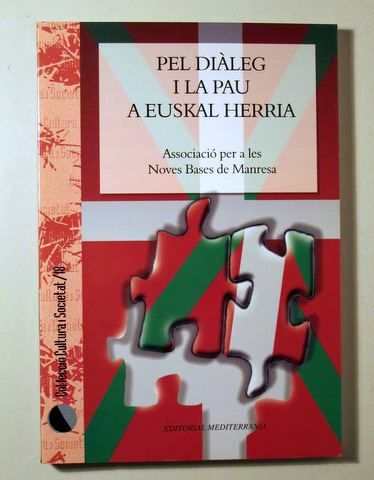 PEL DIÀLEG
I LA PAU
A EUSKAL HERRIA
Associació per a les
Noves Bases de Manresa
Col·lecció Cultura i Societat/18
EDITORIAL MEDITERRÀNIA